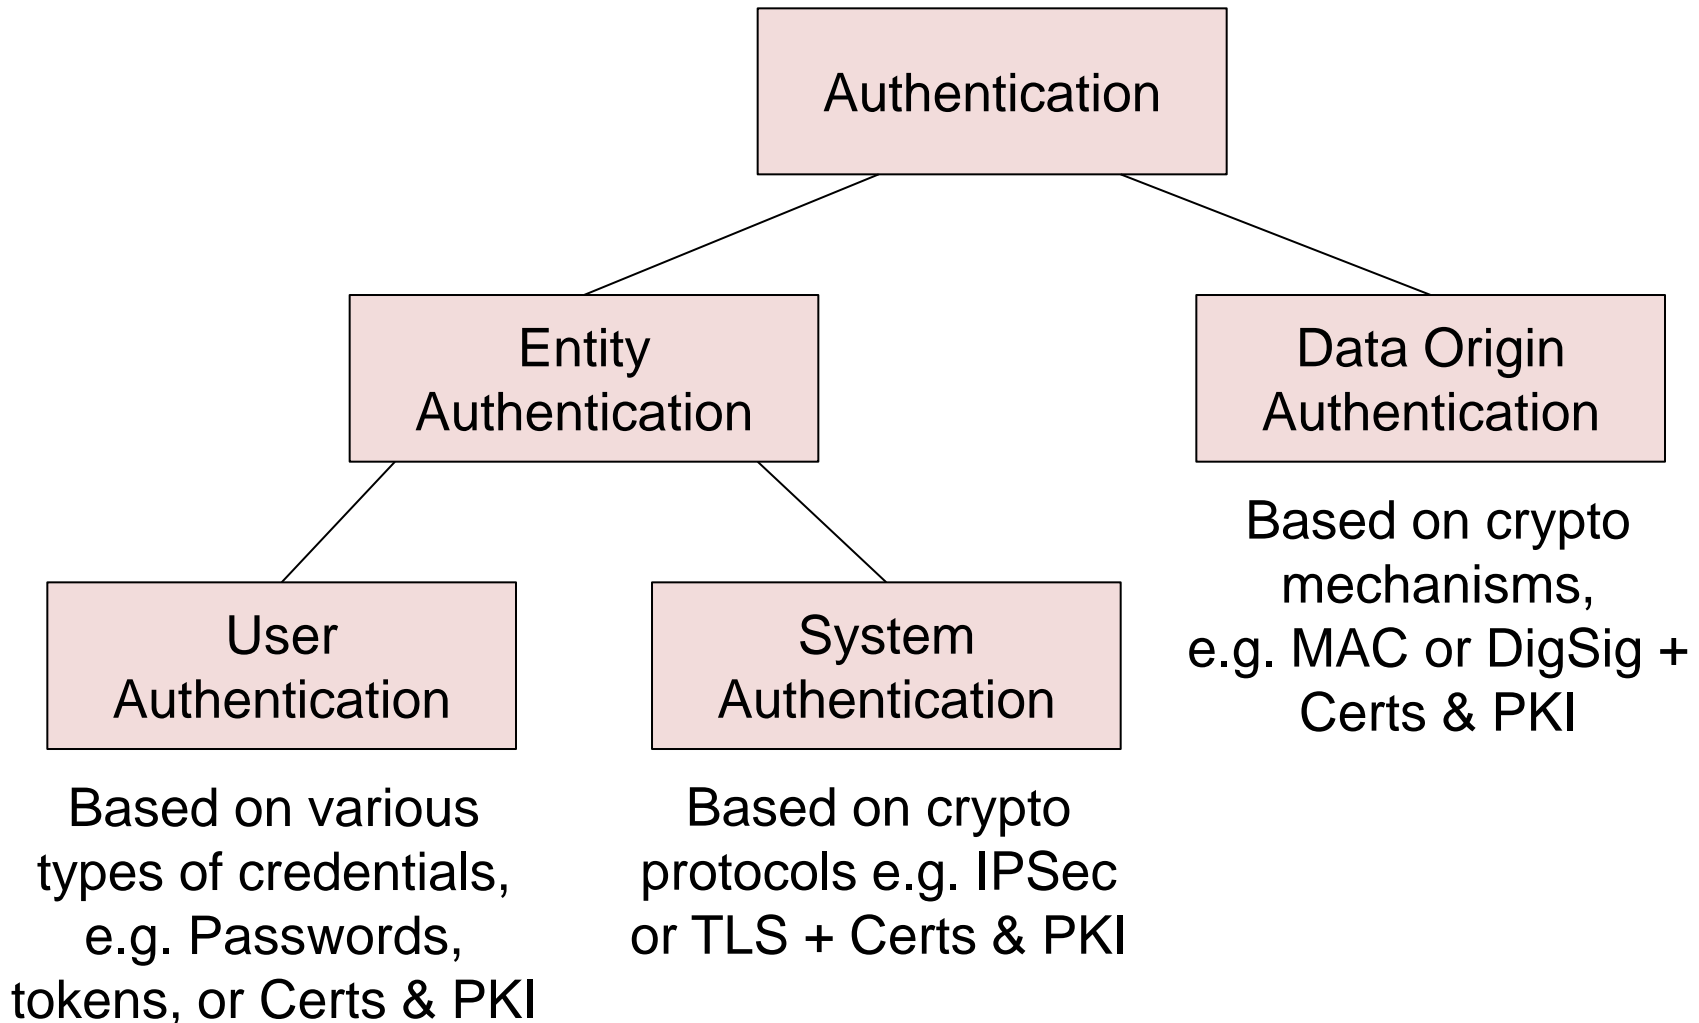 Authentication
Entity
Authentication
Data Origin
Authentication
Based on crypto
mechanisms,
e.g. MAC or DigSig +
Certs & PKI
User
Authentication
System
Authentication
Based on various
types of credentials,
e.g. Passwords,
tokens, or Certs & PKI
Based on crypto
protocols e.g. IPSec
or TLS + Certs & PKI